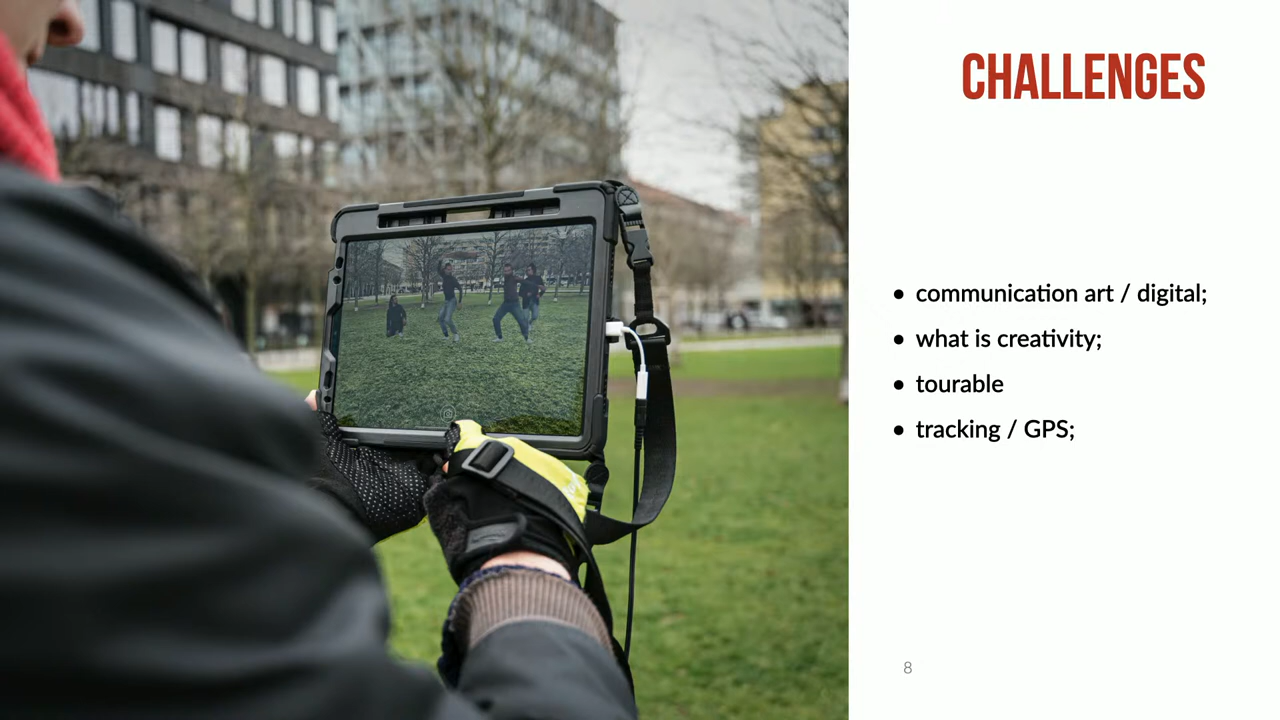 CHALLENGES
• communication art / digital;
• what is creativity;
• tourable
• tracking / GPS;
8